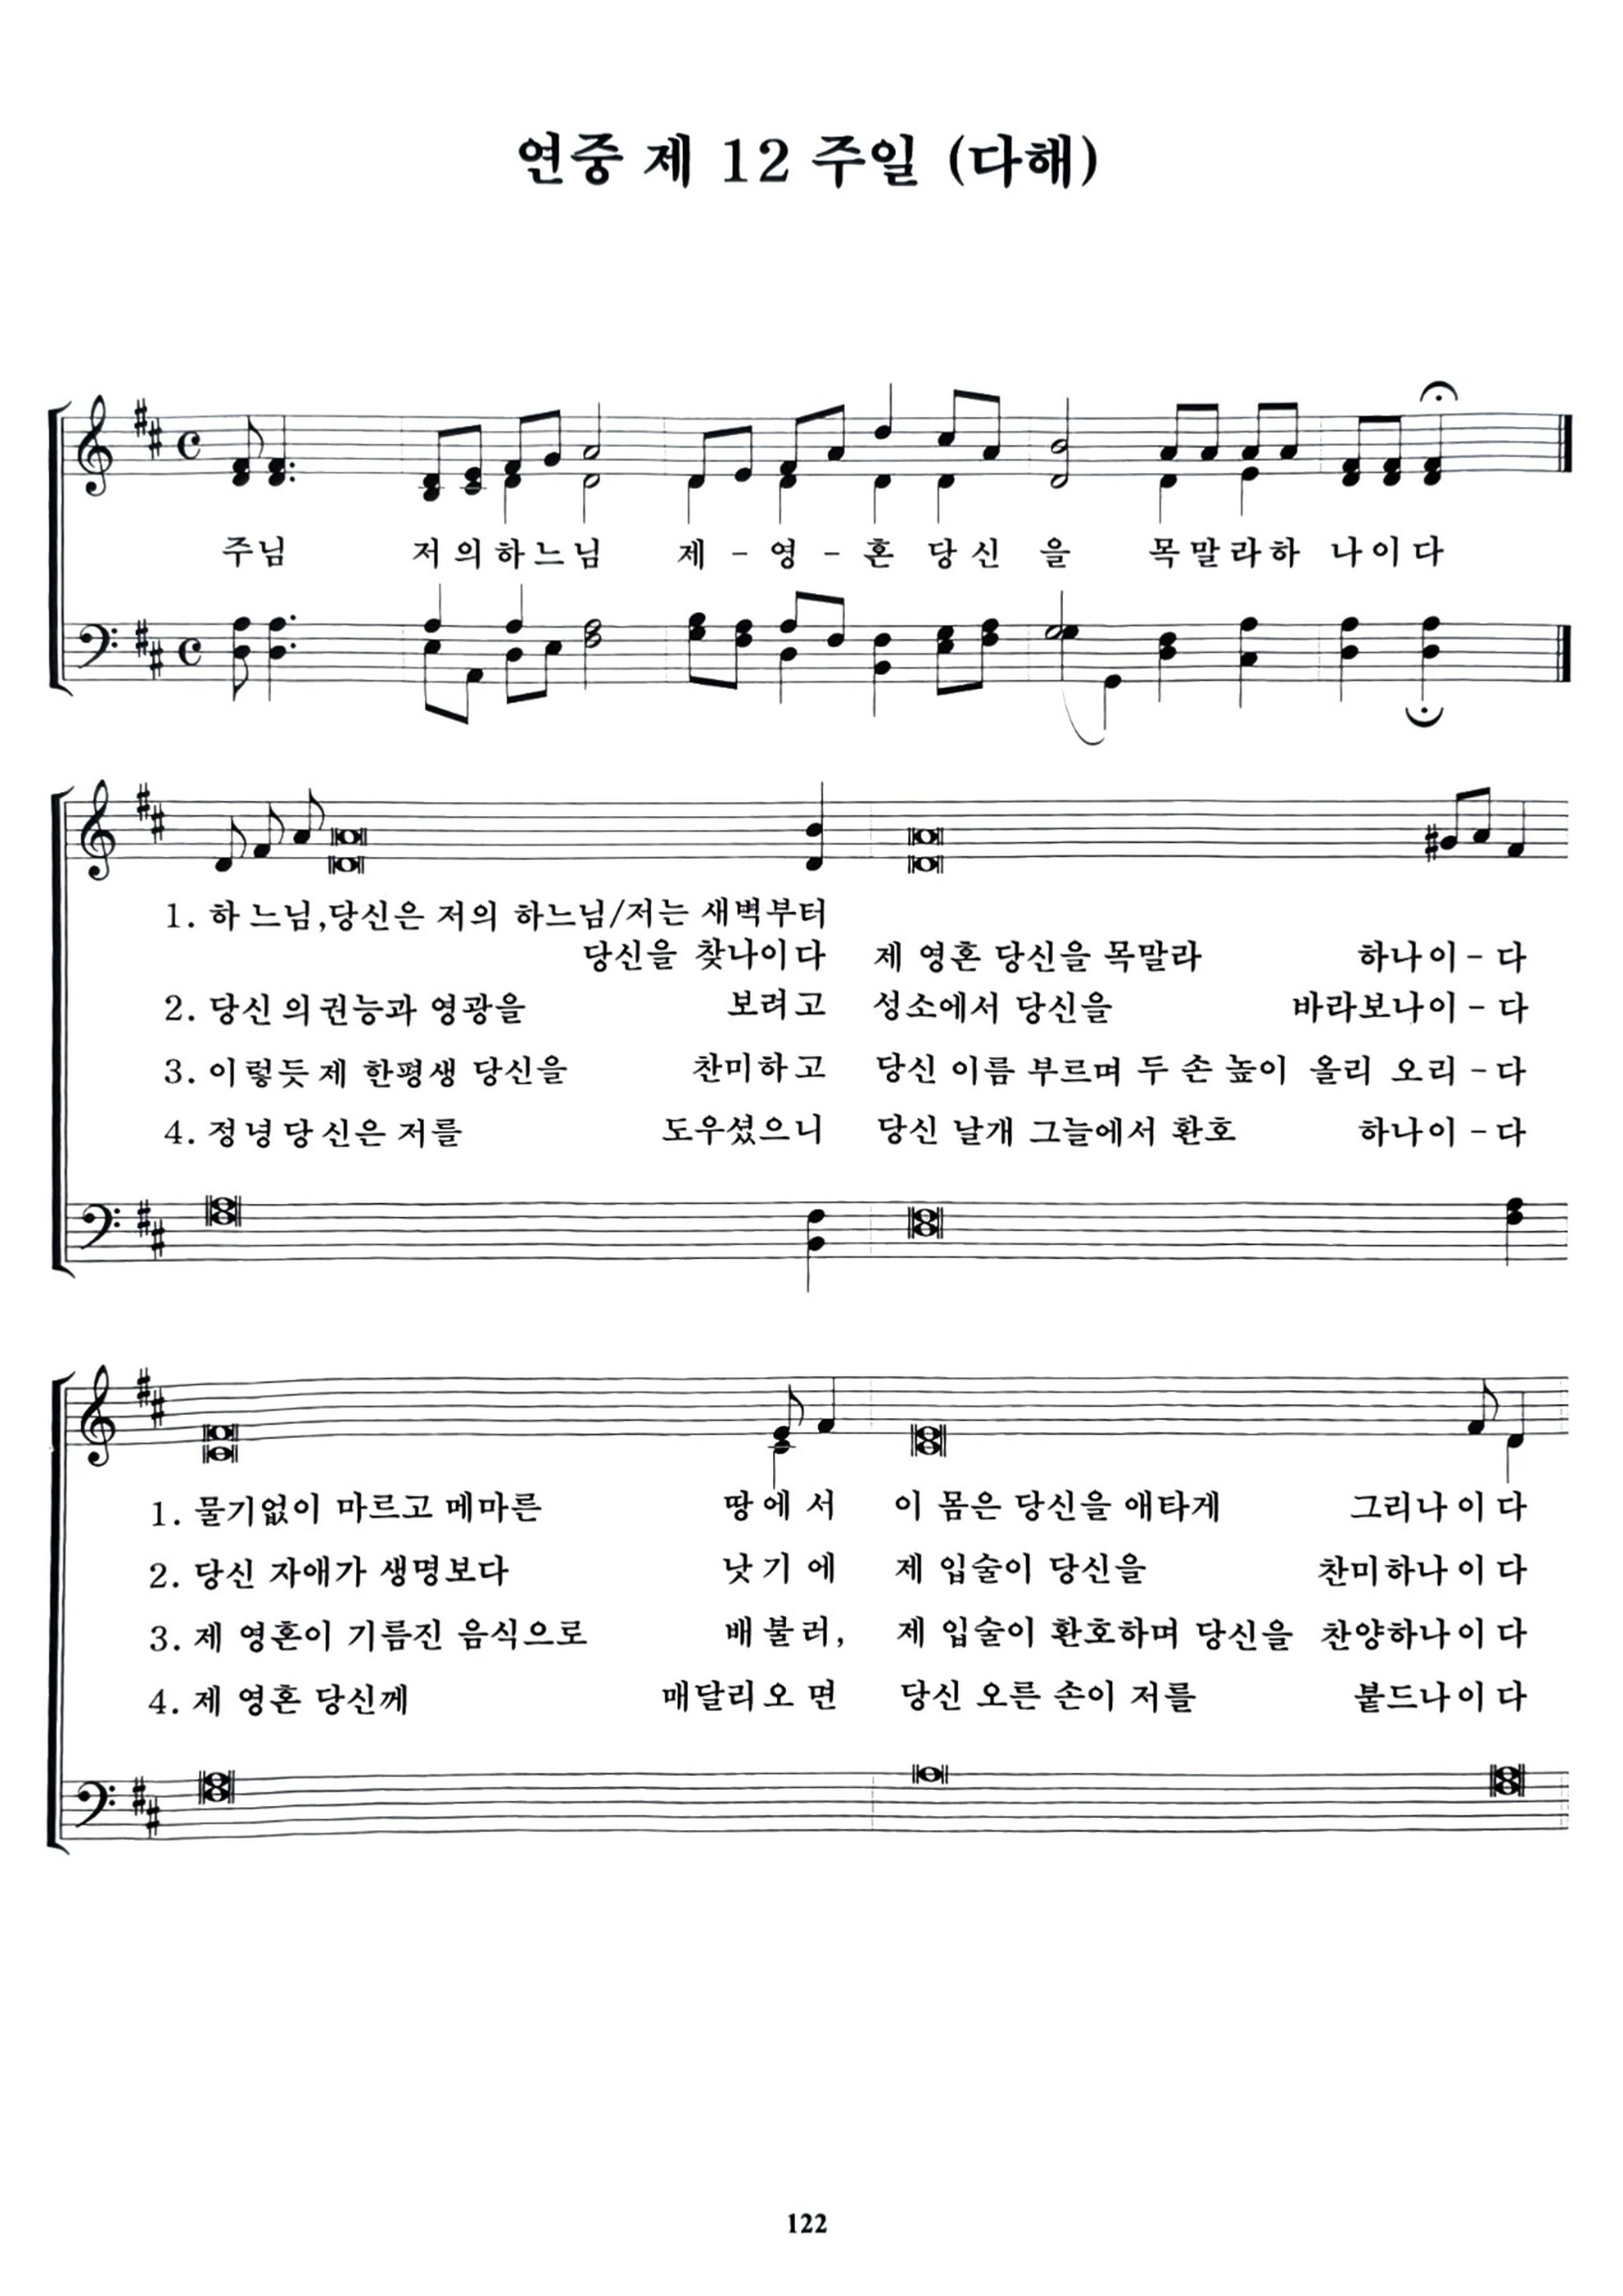 연중 제 12 주일 (다해)
주님 저의하느님 제 - 영 - 혼 당신 을 목말라하 나이다
1. 하느님,당신은 저의 하느님/저는 새벽부터
당신을 찾나이다 제 영혼 당신을 목말라 하나이 - 다
2. 당신의권능과 영광을 보려고 성소에서 당신을 바라보나이 - 다
3. 이렇듯제 한평생 당신을 찬미하고 당신 이름 부르며 두 손 높이 올리 오리 - 다
4. 정녕당신은 저를 도우셨으니 당신 날개 그늘에서 환호 하나이 - 다
1. 물기없이 마르고 메마른 땅에서 이 몸은 당신을 애타게 그리나이다
2. 당신 자애가 생명보다 낫기에 제 입술이 당신을 찬미하나이다
3. 제 영혼이 기름진 음식으로 배불러, 제 입술이 환호하며 당신을 찬양하나이다
4. 제 영혼 당신께 매달리오면 당신 오른 손이 저를 붙드나이다
122